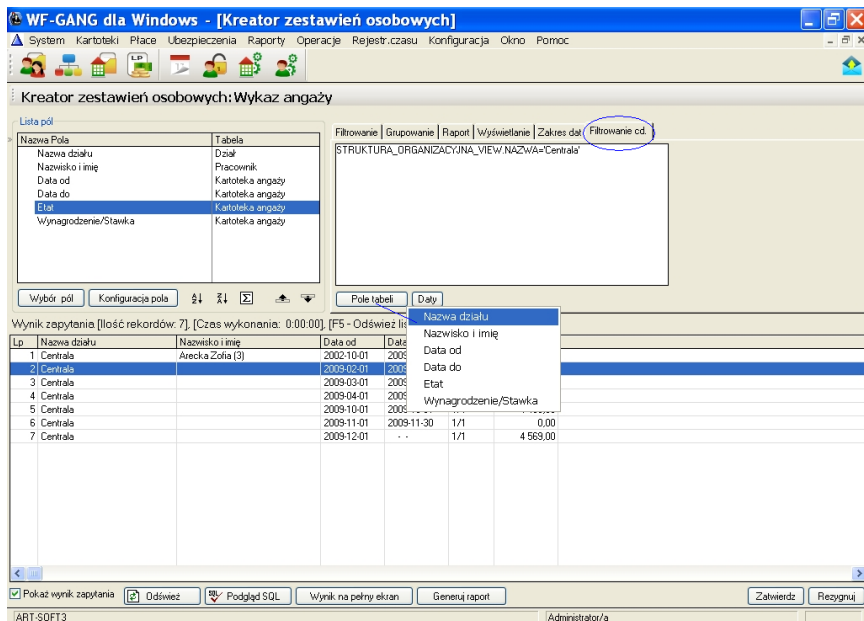 WF-GANG dla Windows - [Kreator zestawień osobowych]
System Kartoteki Płace Ubezpieczenia Raporty Operacje Rejestr.czasu Konfiguracja Okno Pomoc
Kreator zestawień osobowych:Wykaz angaży
Lista pól
Nazwa Pola Tabela
Nazwa działu Dział
Nazwisko i imię Pracownik
Data od Kartoteka angaży
Data do Kartoteka angaży
Etat Kartoteka angaży
Wynagrodzenie/Stawka Kartoteka angaży
Wybór pól Konfiguracja pola
Filtrowanie Grupowanie Raport Wyświetlanie Zakres dat Filtrowanie cd.
STRUKTURA_ORGANIZACYJNA_VIEW.NAZWA='Centrala'
Pole tabeli Daty
Nazwa działu
Nazwisko i imię
Data od
Data do
Etat
Wynagrodzenie/Stawka
Wynik zapytania [Ilość rekordów: 7], [Czas wykonania: 0:00:00], [F5 - Odśwież
Lp Nazwa działu Nazwisko i imię Data od
1 Centrala Arecka Zofia (3) 2002-10-01
2 Centrala 2009-02-01
3 Centrala 2009-03-01
4 Centrala 2009-04-01
5 Centrala 2009-10-01
6 Centrala 2009-11-01 2009-11-30 1/1 0,00
7 Centrala 2009-12-01 - - 1/1 4 569,00
Pokaż wynik zapytania Odśwież SQL Podgląd SQL Wynik na pełny ekran Generuj raport Zatwierdz Rezygnuj
ART-SOFT3 Administrator/a